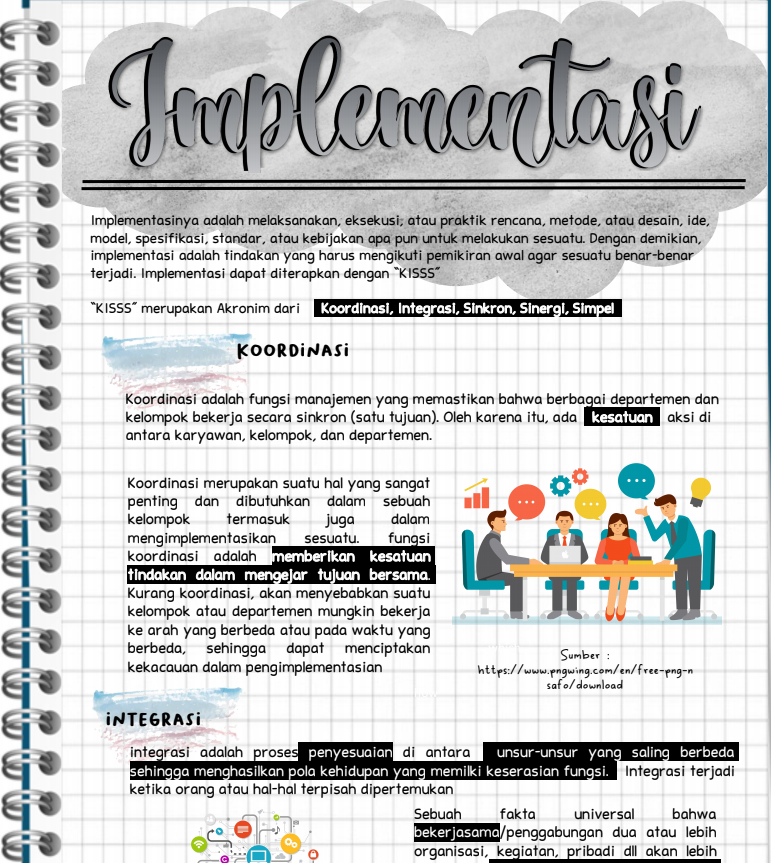 Implementasi
Implementasinya adalah melaksanakan, eksekusi, atau praktik rencana, metode, atau desain, ide,
model, spesifikasi, standar, atau kebijakan apa pun untuk melakukan sesuatu. Dengan demikian,
implementasi adalah tindakan yang harus mengikuti pemikiran awal agar sesuatu benar-benar
terjadi. Implementasi dapat diterapkan dengan “KISSS”
“KISSS” merupakan Akronim dari Koordinasi, Integrasi, Sinkron, Sinergi, Simpel
KOORDiNASi
Koordinasi adalah fungsi manajemen yang memastikan bahwa berbagai departemen dan
kelompok bekerja secara sinkron (satu tujuan). Oleh karena itu, ada kesatuan aksi di
antara karyawan, kelompok, dan departemen.
Koordinasi merupakan suatu hal yang sangat
penting dan dibutuhkan dalam sebuah
kelompok termasuk juga dalam
mengimplementasikan sesuatu. fungsi
koordinasi adalah memberikan kesatuan
tindakan dalam mengejar tujuan bersama.
Kurang koordinasi, akan menyebabkan suatu
kelompok atau departemen mungkin bekerja
ke arah yang berbeda atau pada waktu yang
berbeda, sehingga dapat menciptakan
kekacauan dalam pengimplementasian
Sumber :
https://www.pngwing.com/en/free-png-n
safo/download
iNTEGRASi
integrasi adalah proses penyesuaian di antara unsur-unsur yang saling berbeda
sehingga menghasilkan pola kehidupan yang memilki keserasian fungsi. Integrasi terjadi
ketika orang atau hal-hal terpisah dipertemukan
Sebuah fakta universal bahwa
bekerjasama/penggabungan dua atau lebih
organisasi, kegiatan, pribadi dll akan lebih